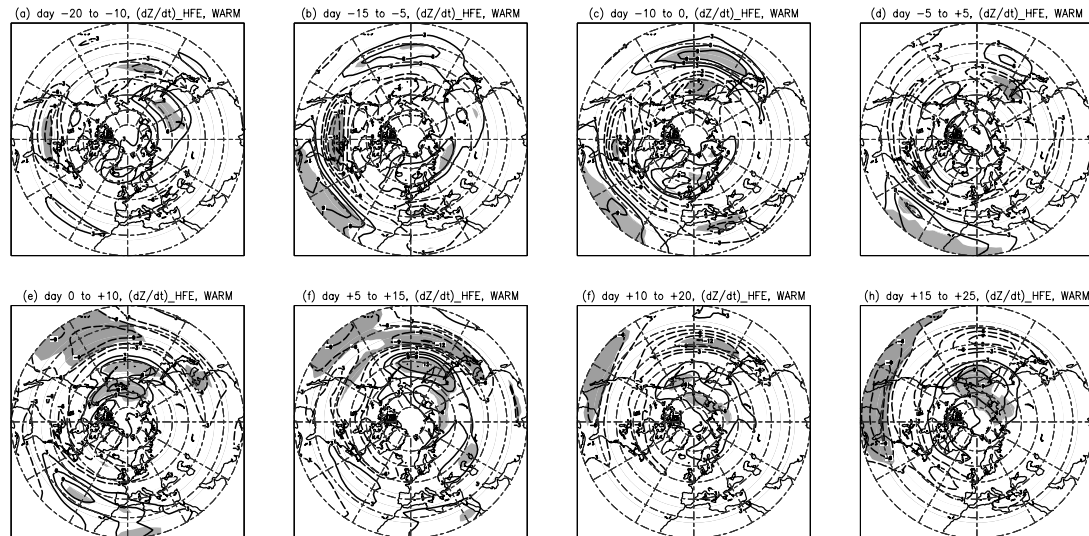 (a) day -20 to -10, (dZ/dt)_HFE, WARM
(b) day -15 to -5, (dZ/dt)_HFE, WARM
(c) day -10 to 0, (dZ/dt)_HFE, WARM
(d) day -5 to +5, (dZ/dt)_HFE, WARM
(e) day 0 to +10, (dZ/dt)_HFE, WARM
(f) day +5 to +15, (dZ/dt)_HFE, WARM
(f) day +10 to +20, (dZ/dt)_HFE, WARM
(h) day +15 to +25, (dZ/dt)_HFE, WARM